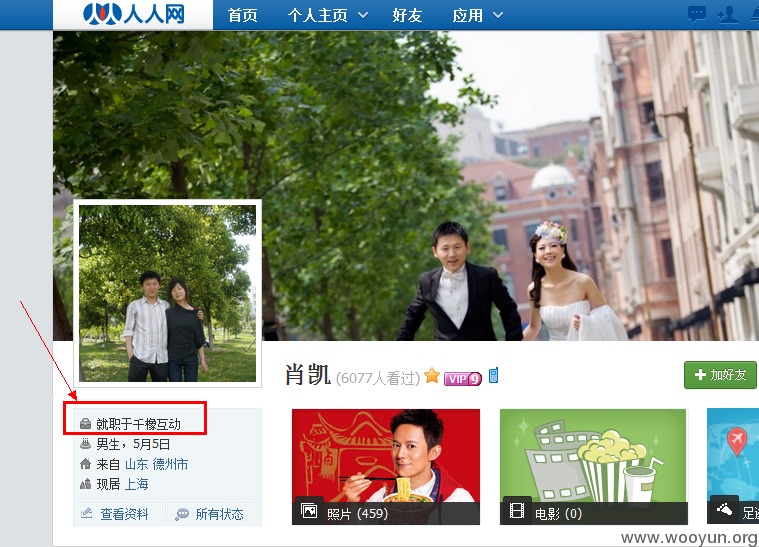 人人网 首页 个人主页 好友 应用
肖凯 (6077人看过) VIP 9 加好友
就职于千橡互动
男生，5月5日
来自 山东 德州市
现居 上海
查看资料 所有状态
照片 (459) 电影 (0) 足
www.wooyun.org